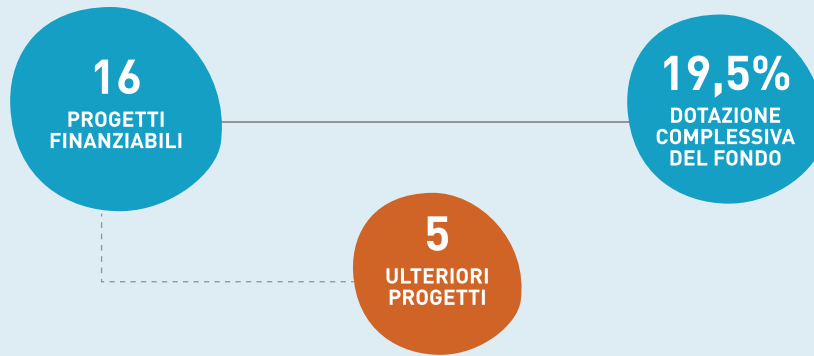 16
PROGETTI
FINANZIABILI
19,5%
DOTAZIONE
COMPLESSIVA
DEL FONDO
5
ULTERIORI
PROGETTI